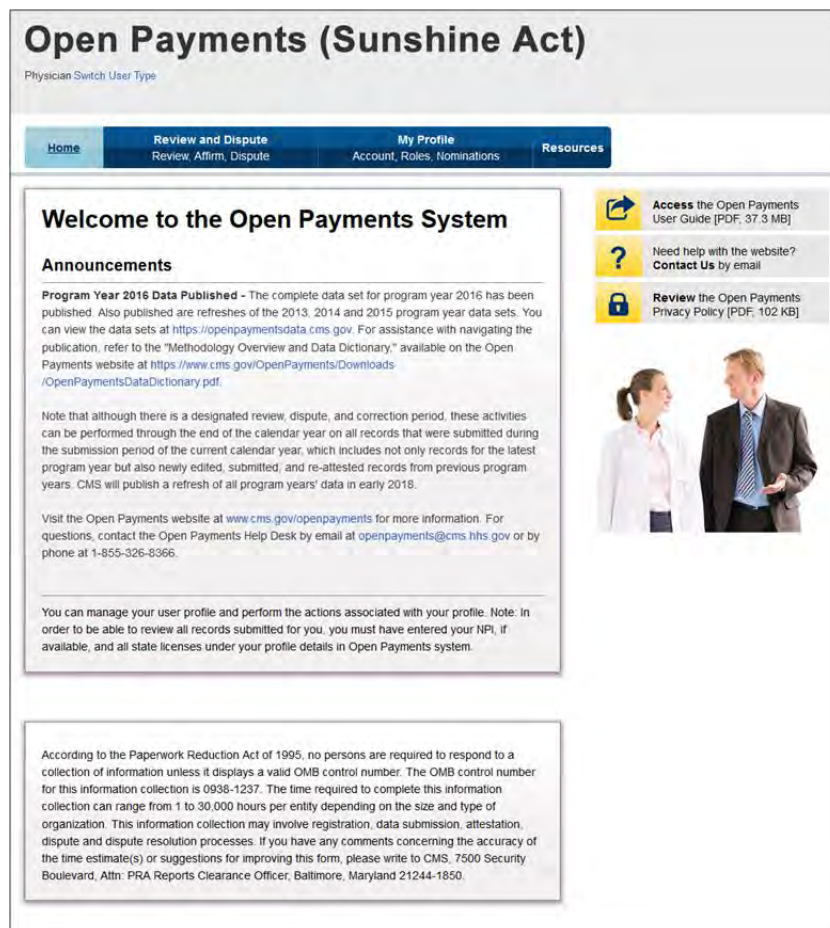 Open Payments (Sunshine Act)
Physician Switch User Type
Home
Review and Dispute
Review, Affirm, Dispute
My Profile
Account, Roles, Nominations
Resources
Welcome to the Open Payments System
Announcements
Program Year 2016 Data Published - The complete data set for program year 2016 has been
published. Also published are refreshes of the 2013, 2014 and 2015 program year data sets. You
can view the data sets at https://openpaymentsdata.cms.gov. For assistance with navigating the
publication, refer to the "Methodology Overview and Data Dictionary," available on the Open
Payments website at https://www.cms.gov/OpenPayments/Downloads
/OpenPaymentsDataDictionary.pdf.
Note that although there is a designated review, dispute, and correction period, these activities
can be performed through the end of the calendar year on all records that were submitted during
the submission period of the current calendar year, which includes not only records for the latest
program year but also newly edited, submitted, and re-attested records from previous program
years. CMS will publish a refresh of all program years' data in early 2018.
Visit the Open Payments website at www.cms.gov/openpayments for more information. For
questions, contact the Open Payments Help Desk by email at openpayments@cms.hhs.gov or by
phone at 1-855-326-8366.
You can manage your user profile and perform the actions associated with your profile. Note: In
order to be able to review all records submitted for you, you must have entered your NPI, if
available, and all state licenses under your profile details in Open Payments system.
Access the Open Payments
User Guide [PDF, 37.3 MB]
Need help with the website?
Contact Us by email
Review the Open Payments
Privacy Policy [PDF, 102 KB]
According to the Paperwork Reduction Act of 1995, no persons are required to respond to a
collection of information unless it displays a valid OMB control number. The OMB control number
for this information collection is 0938-1237. The time required to complete this information
collection can range from 1 to 30,000 hours per entity depending on the size and type of
organization. This information collection may involve registration, data submission, attestation,
dispute and dispute resolution processes. If you have any comments concerning the accuracy of
the time estimate(s) or suggestions for improving this form, please write to CMS, 7500 Security
Boulevard, Attn: PRA Reports Clearance Officer, Baltimore, Maryland 21244-1850.